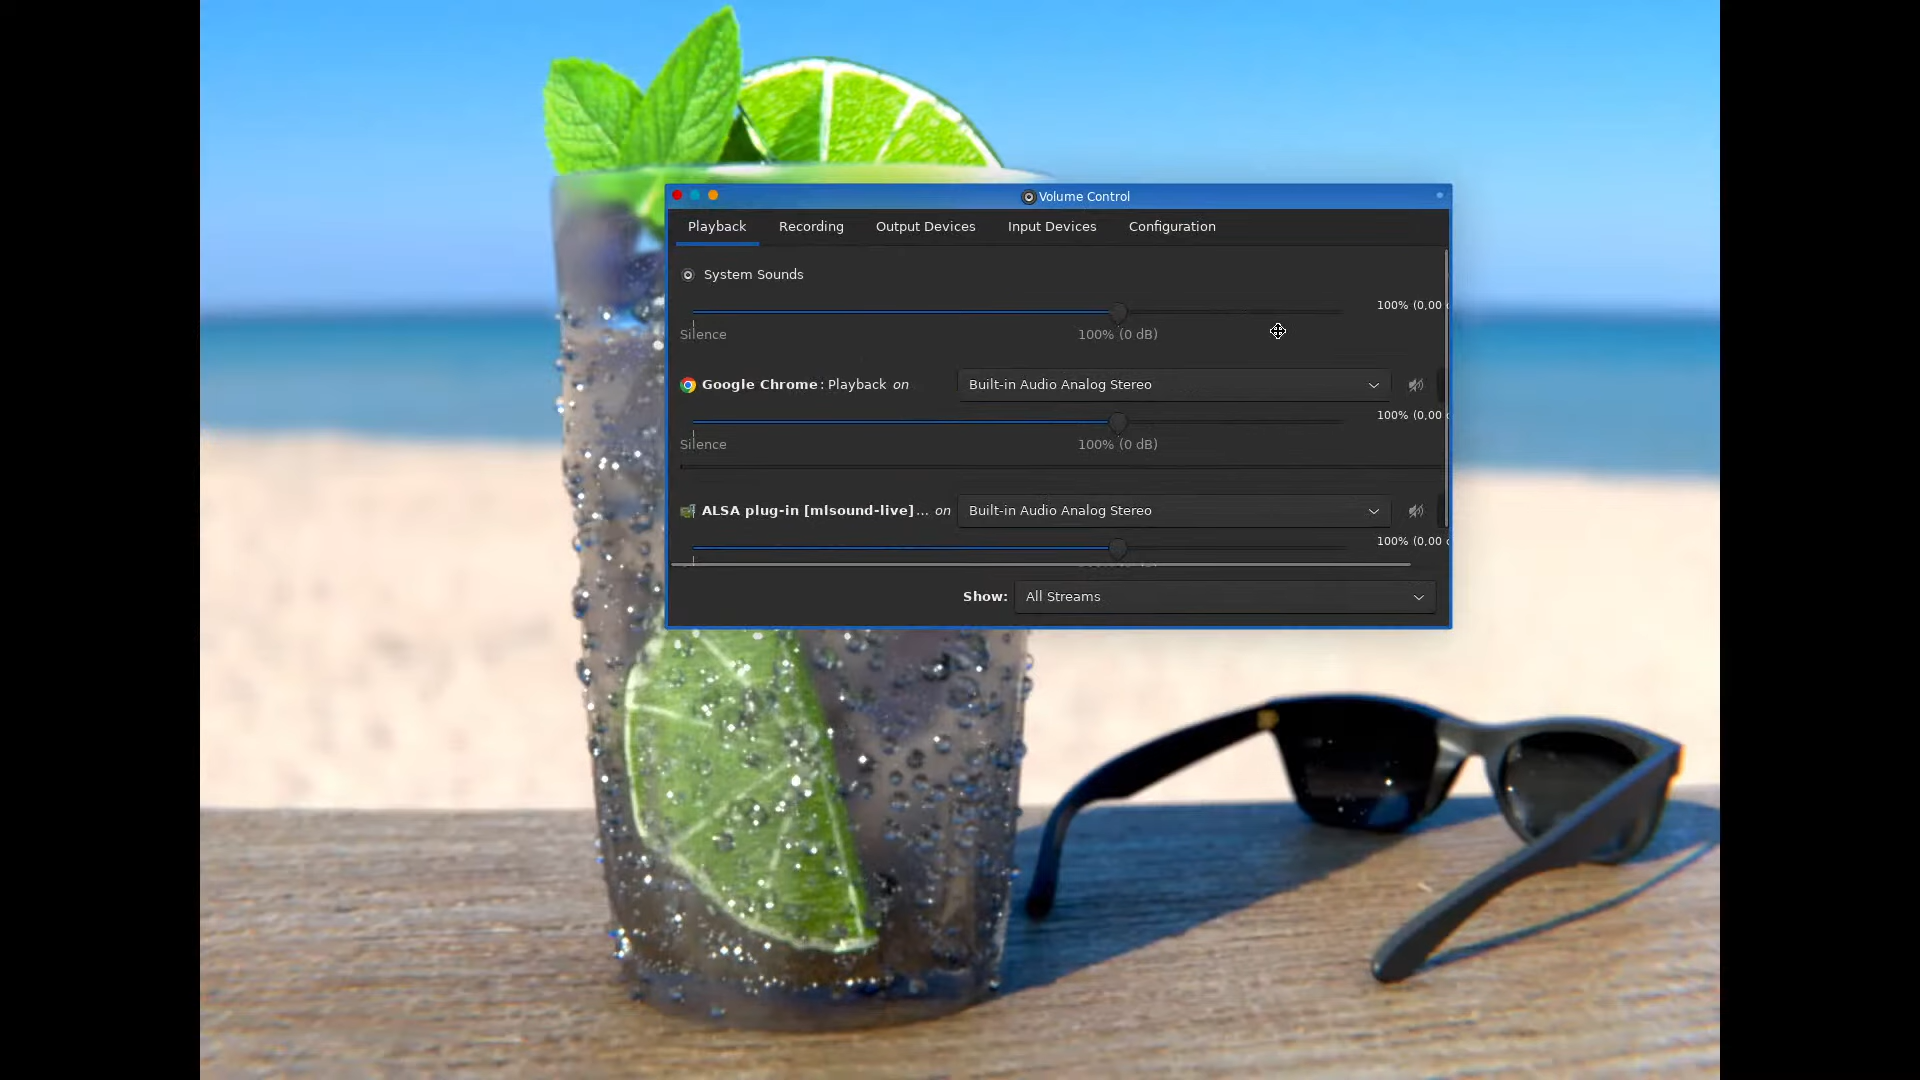 Volume Control
Playback Recording Output Devices Input Devices Configuration
System Sounds
100% (0,00
Silence 100% (0 dB)
Google Chrome: Playback on Built-in Audio Analog Stereo
100% (0,00
Silence 100% (0 dB)
ALSA plug-in [mlsound-live]… on Built-in Audio Analog Stereo
100% (0,00
Show: All Streams